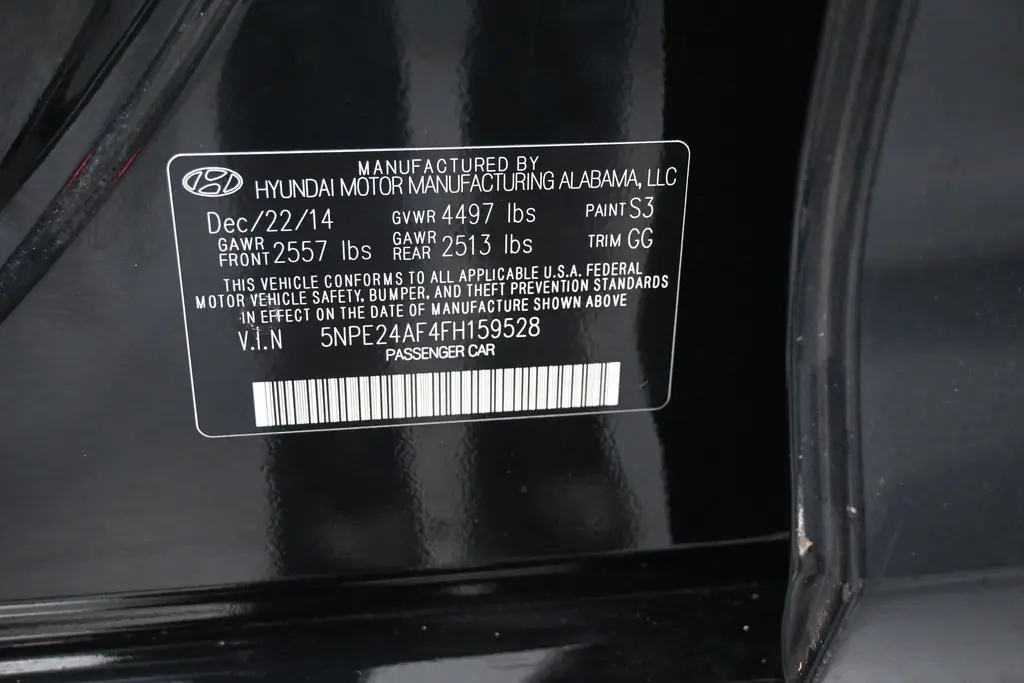 MANUFACTURED BY
HYUNDAI MOTOR MANUFACTURING ALABAMA, LLC
Dec/22/14 GVWR 4497 lbs PAINT S3
GAWR FRONT 2557 lbs GAWR REAR 2513 lbs TRIM GG
THIS VEHICLE CONFORMS TO ALL APPLICABLE U.S.A. FEDERAL
MOTOR VEHICLE SAFETY, BUMPER, AND THEFT PREVENTION STANDARDS
IN EFFECT ON THE DATE OF MANUFACTURE SHOWN ABOVE
V.I.N 5NPE24AF4FH159528
PASSENGER CAR